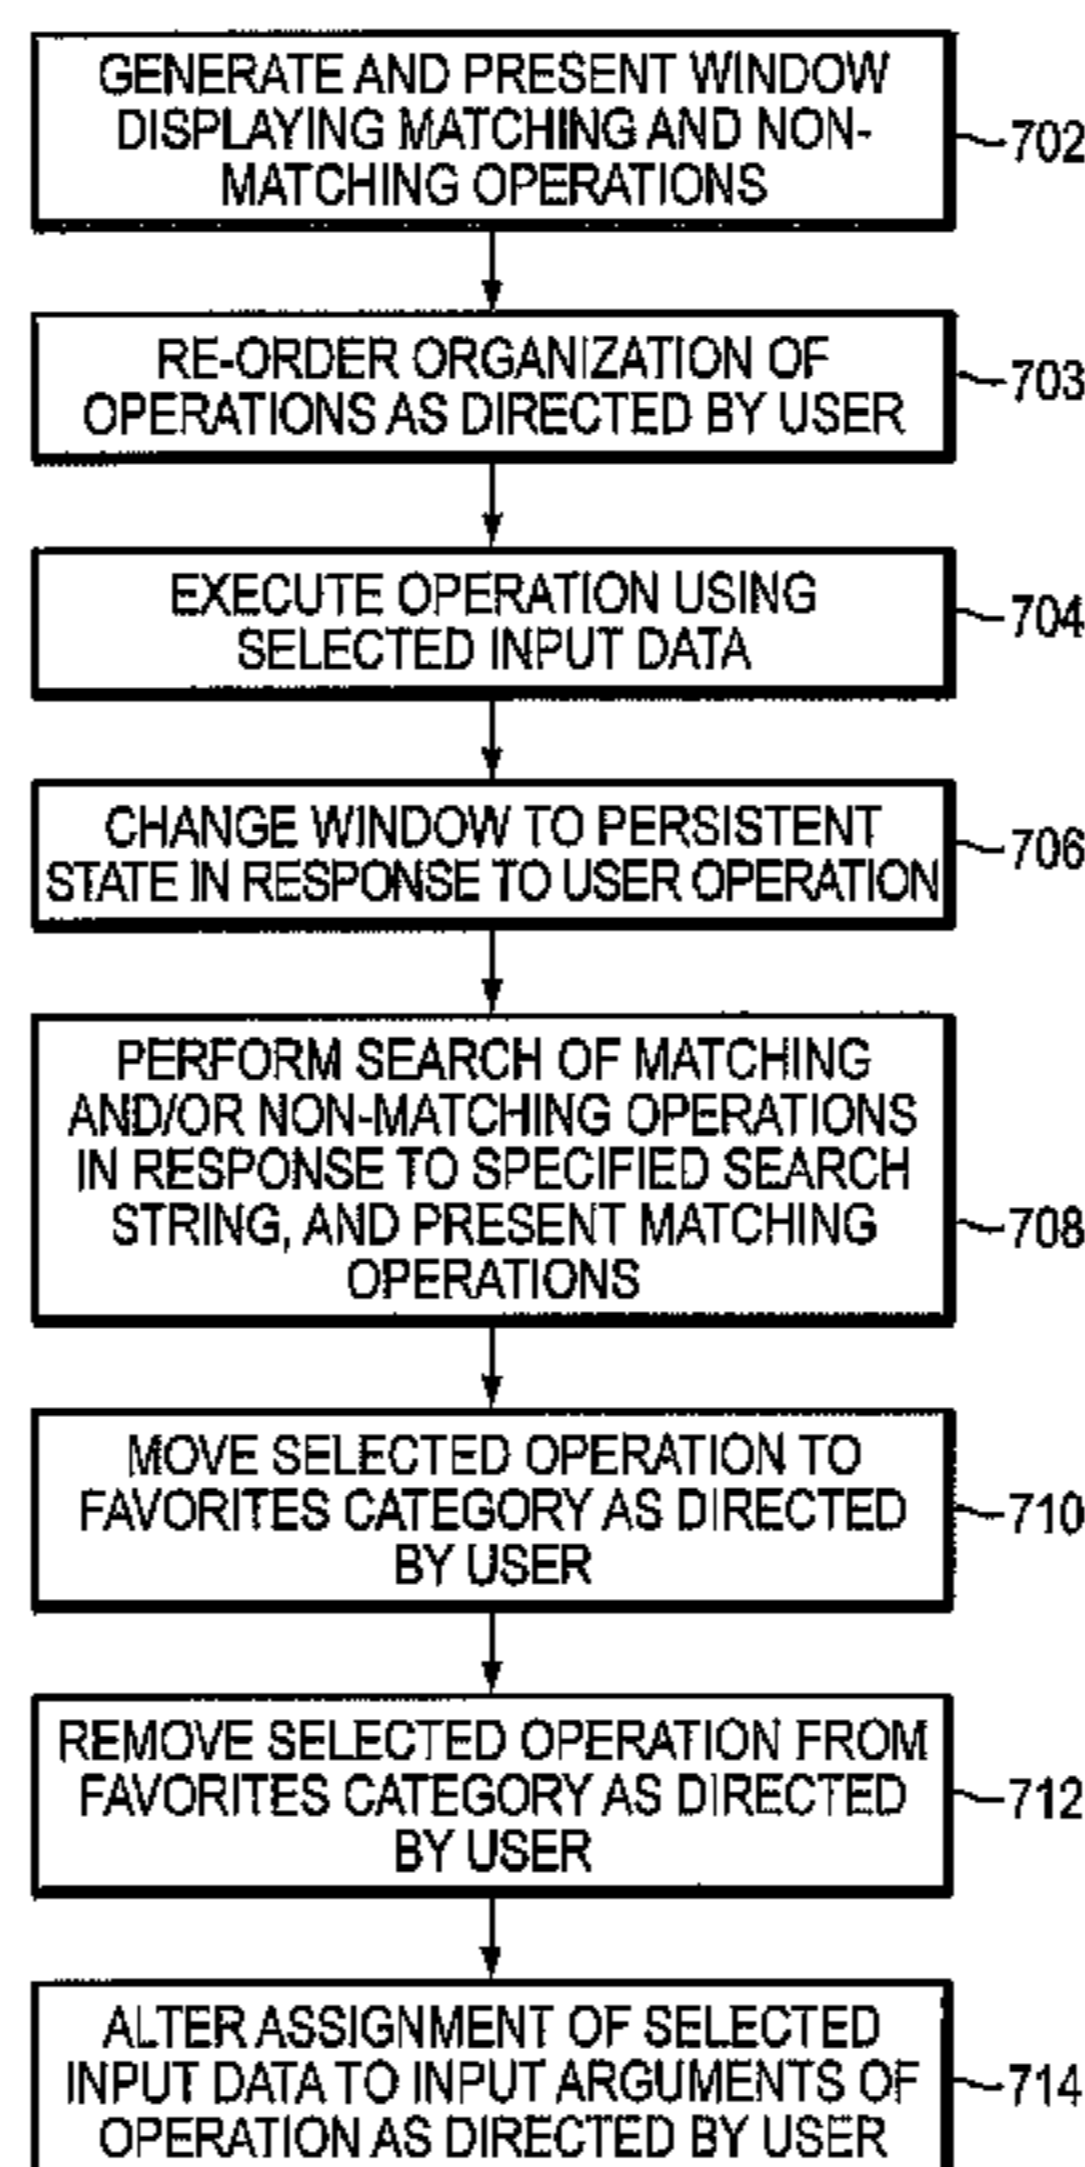 GENERATE AND PRESENT WINDOW
DISPLAYING MATCHING AND NON-
MATCHING OPERATIONS
702
RE-ORDER ORGANIZATION OF
OPERATIONS AS DIRECTED BY USER
703
EXECUTE OPERATION USING
SELECTED INPUT DATA
704
CHANGE WINDOW TO PERSISTENT
STATE IN RESPONSE TO USER OPERATION
706
PERFORM SEARCH OF MATCHING
AND/OR NON-MATCHING OPERATIONS
IN RESPONSE TO SPECIFIED SEARCH
STRING, AND PRESENT MATCHING
OPERATIONS
708
MOVE SELECTED OPERATION TO
FAVORITES CATEGORY AS DIRECTED
BY USER
710
REMOVE SELECTED OPERATION FROM
FAVORITES CATEGORY AS DIRECTED
BY USER
712
ALTER ASSIGNMENT OF SELECTED
INPUT DATA TO INPUT ARGUMENTS OF
OPERATION AS DIRECTED BY USER
714